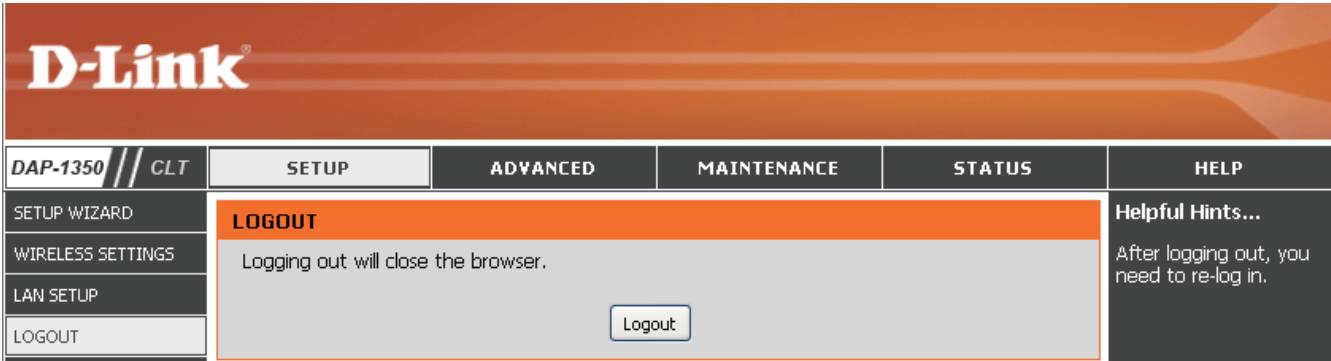 D-Link®
DAP-1350 // CLT
SETUP
ADVANCED
MAINTENANCE
STATUS
HELP
SETUP WIZARD
WIRELESS SETTINGS
LAN SETUP
LOGOUT
LOGOUT
Logging out will close the browser.
Logout
Helpful Hints...
After logging out, you
need to re-log in.